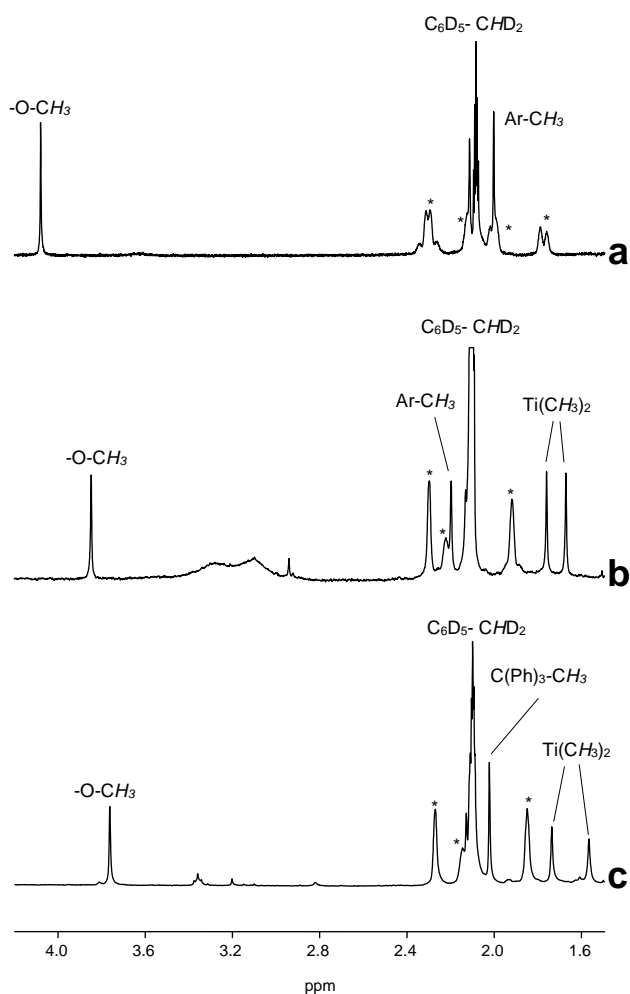 C₆D₅- CHD₂
-O-CH₃
Ar-CH₃
*
*
*
*
a
C₆D₅- CHD₂
Ar-CH₃
Ti(CH₃)₂
-O-CH₃
*
*
*
b
C₆D₅- CHD₂
C(Ph)₃-CH₃
Ti(CH₃)₂
-O-CH₃
*
*
*
c
4.0 3.6 3.2 2.8 2.4 2.0 1.6
ppm